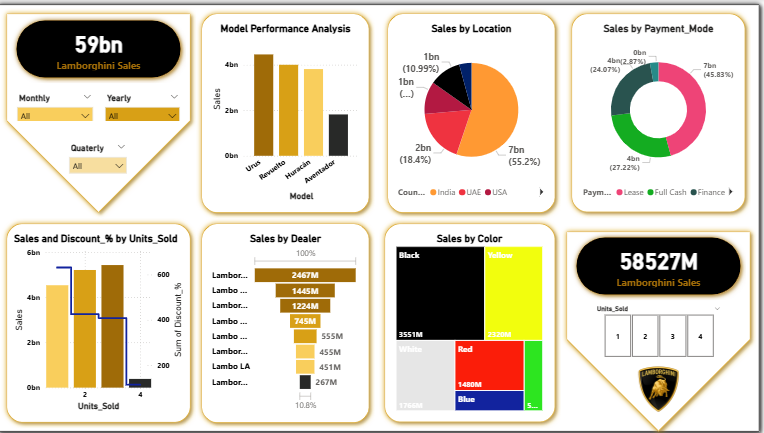 59bn
Lamborghini Sales
Monthly
Yearly
All
All
Quaterly
All
Model Performance Analysis
4bn
2bn
0bn
Sales
Urus
Revuelto
Huracán
Aventador
Model
Sales by Location
1bn
(10.99%)
1bn
(...)
2bn
(18.4%)
7bn
(55.2%)
Coun...
India
UAE
USA
Sales by Payment_Mode
0bn
(2.87%)
4bn
(24.07%)
7bn
(45.83%)
4bn
(27.22%)
Paym...
Lease
Full Cash
Finance
Sales and Discount_% by Units_Sold
6bn
4bn
2bn
0bn
Sales
600
400
200
Sum of Discount_%
2
4
Units_Sold
Sales by Dealer
100%
Lambor... 2467M
Lambo ... 1445M
Lambor... 1224M
Lambo ... 745M
Lambo ... 555M
Lambor... 455M
Lambo LA 451M
Lambor... 267M
10.8%
Sales by Color
Black
3551M
Yellow
White
Red
1480M
Blue
S...
58527M
Lamborghini Sales
Units_Sold
1
2
3
4
LAMBORGHINI